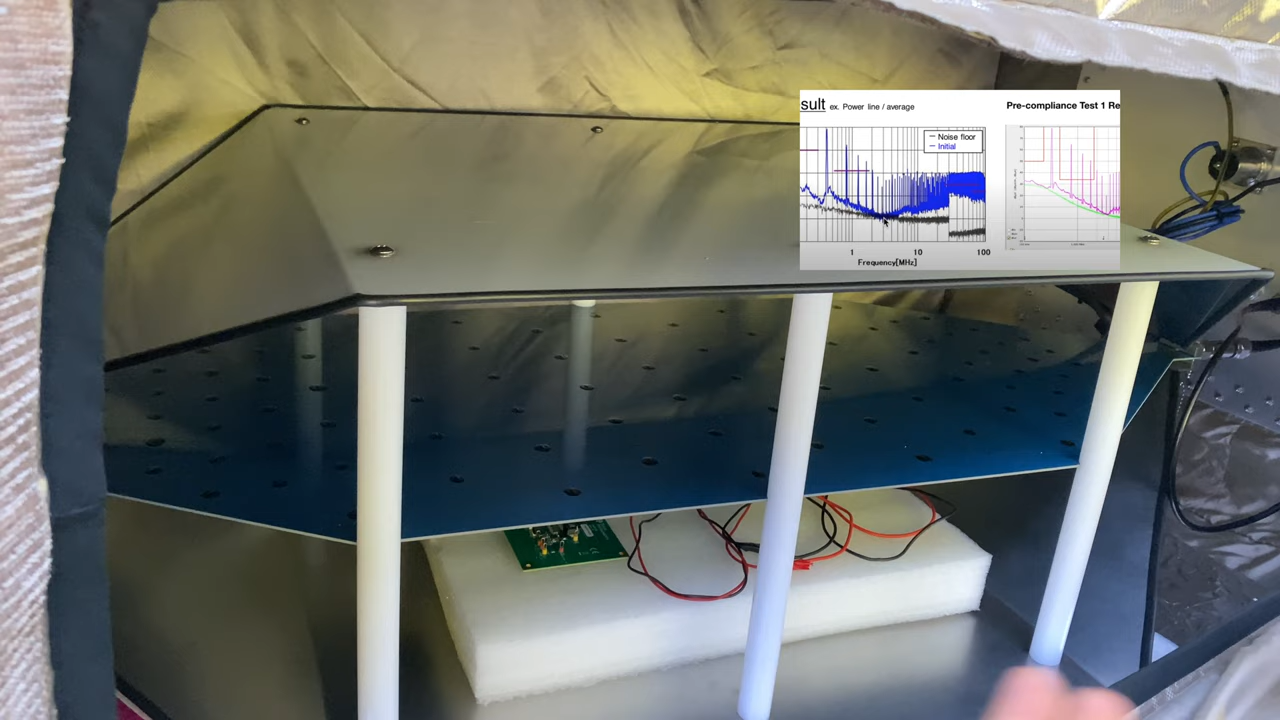 sult ex. Power line / average
Noise floor
Initial
1 10 100
Frequency[MHz]
Pre-compliance Test 1 Re